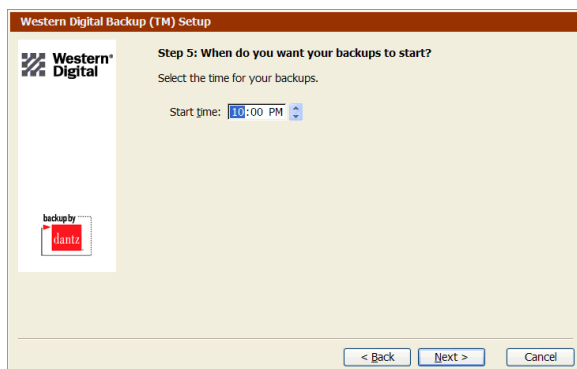 Western Digital Backup (TM) Setup
Western®
Digital
Step 5: When do you want your backups to start?
Select the time for your backups.
Start time: 10:00 PM
backup by
dantz
< Back Next > Cancel